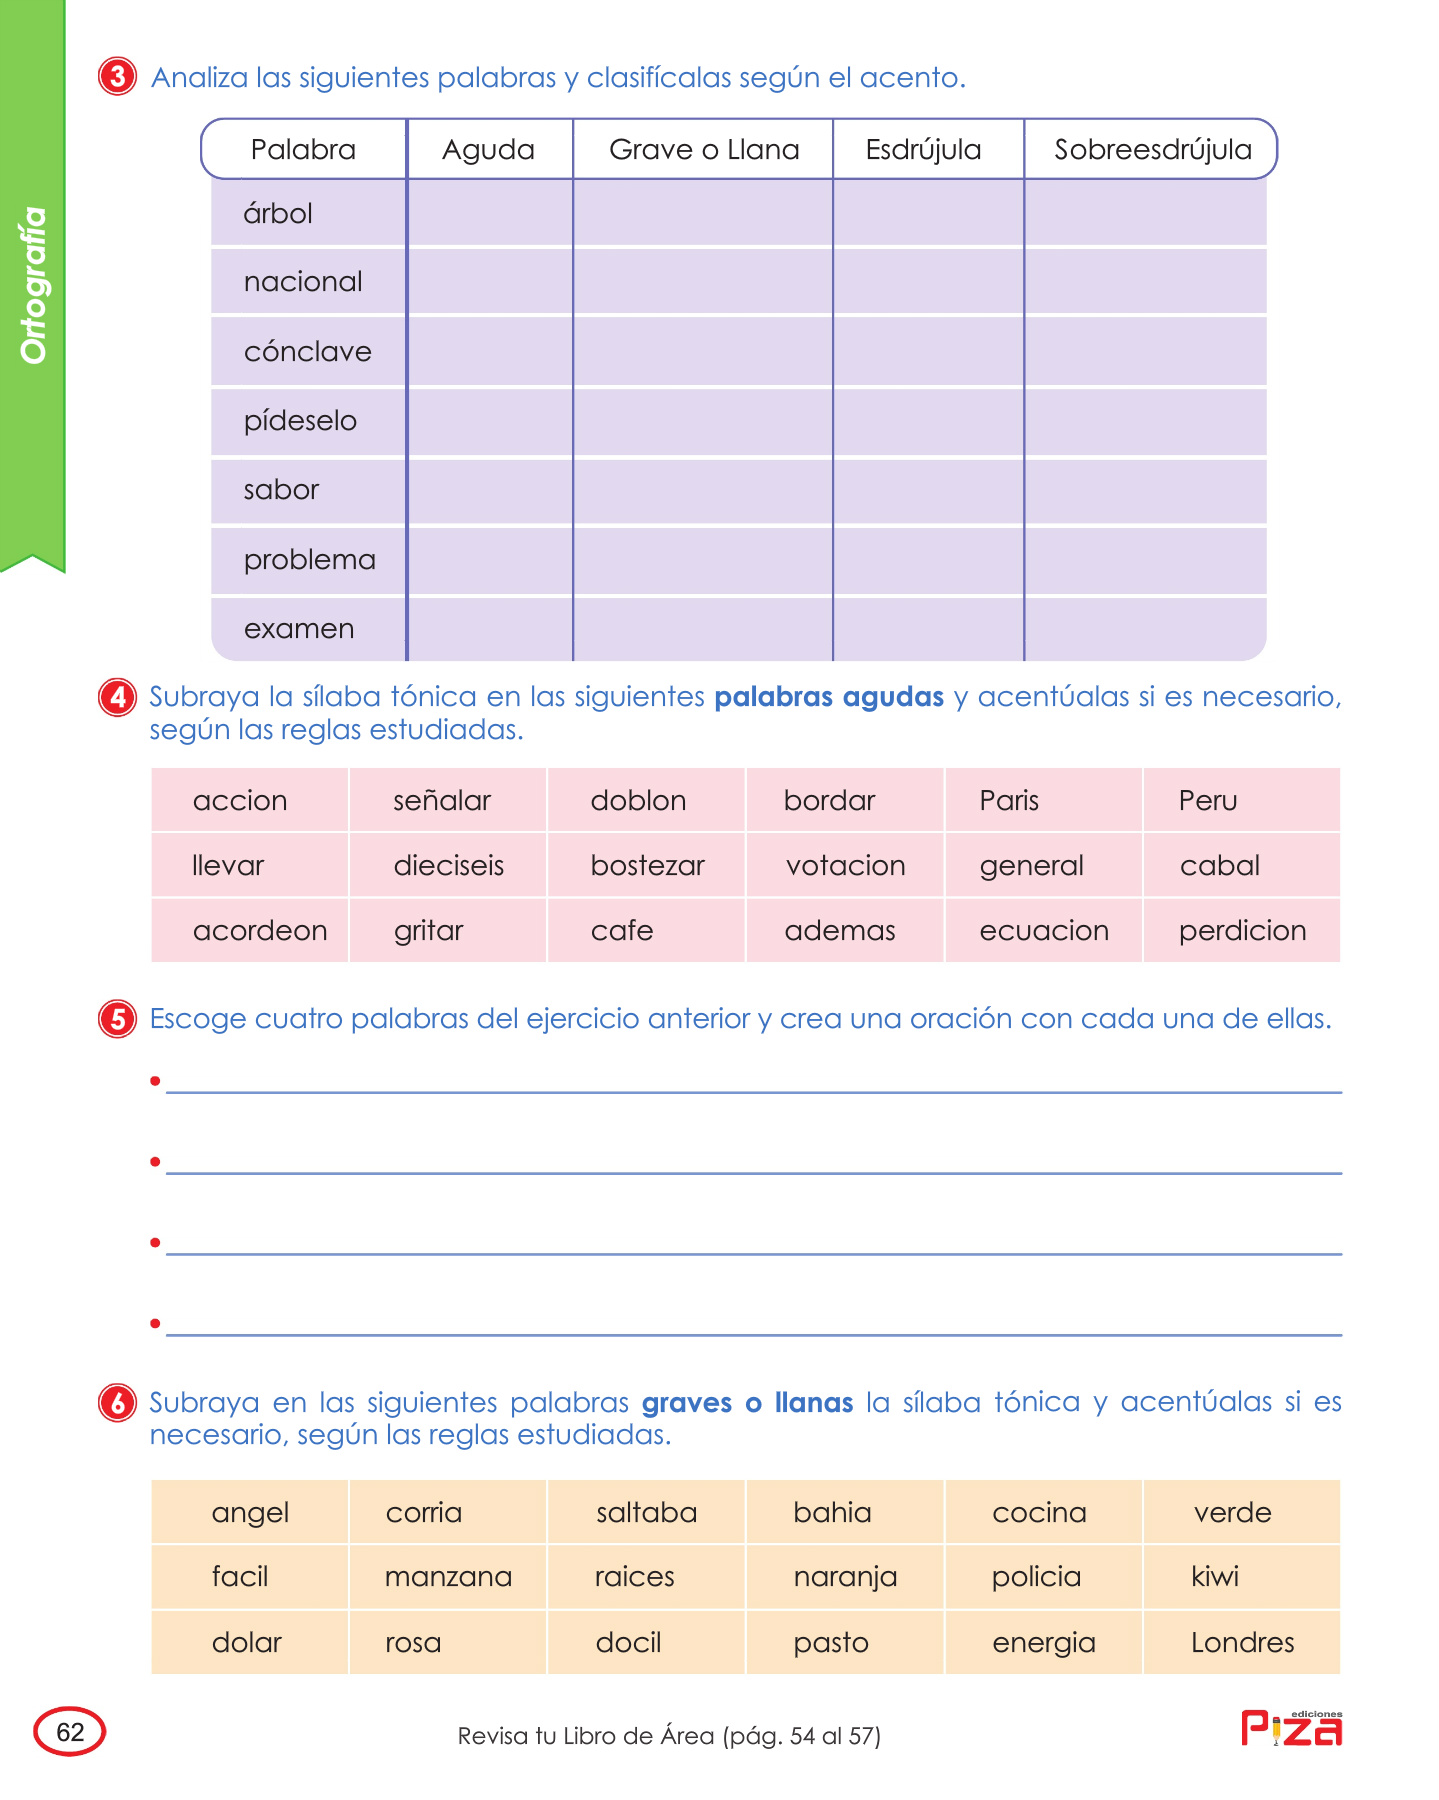 Ortografía
3 Analiza las siguientes palabras y clasifícalas según el acento.
Palabra Aguda Grave o Llana Esdrújula Sobreesdrújula
árbol
nacional
cónclave
pídeselo
sabor
problema
examen
4 Subraya la sílaba tónica en las siguientes palabras agudas y acentúalas si es necesario,
según las reglas estudiadas.
accion señalar doblon bordar Paris Peru
llevar dieciseis bostezar votacion general cabal
acordeon gritar cafe ademas ecuacion perdicion
5 Escoge cuatro palabras del ejercicio anterior y crea una oración con cada una de ellas.
6 Subraya en las siguientes palabras graves o llanas la sílaba tónica y acentúalas si es
necesario, según las reglas estudiadas.
angel corria saltaba bahia cocina verde
facil manzana raices naranja policia kiwi
dolar rosa docil pasto energia Londres
62
Revisa tu Libro de Área (pág. 54 al 57)
ediciones
Piza